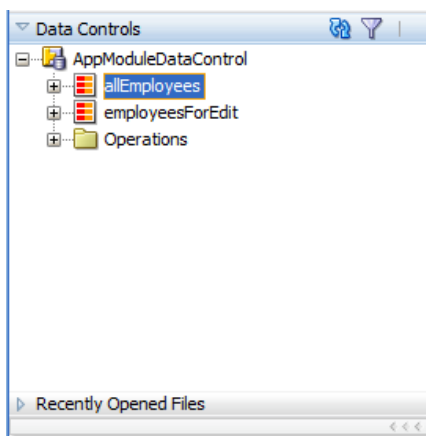 Data Controls
AppModuleDataControl
allEmployees
employeesForEdit
Operations
Recently Opened Files